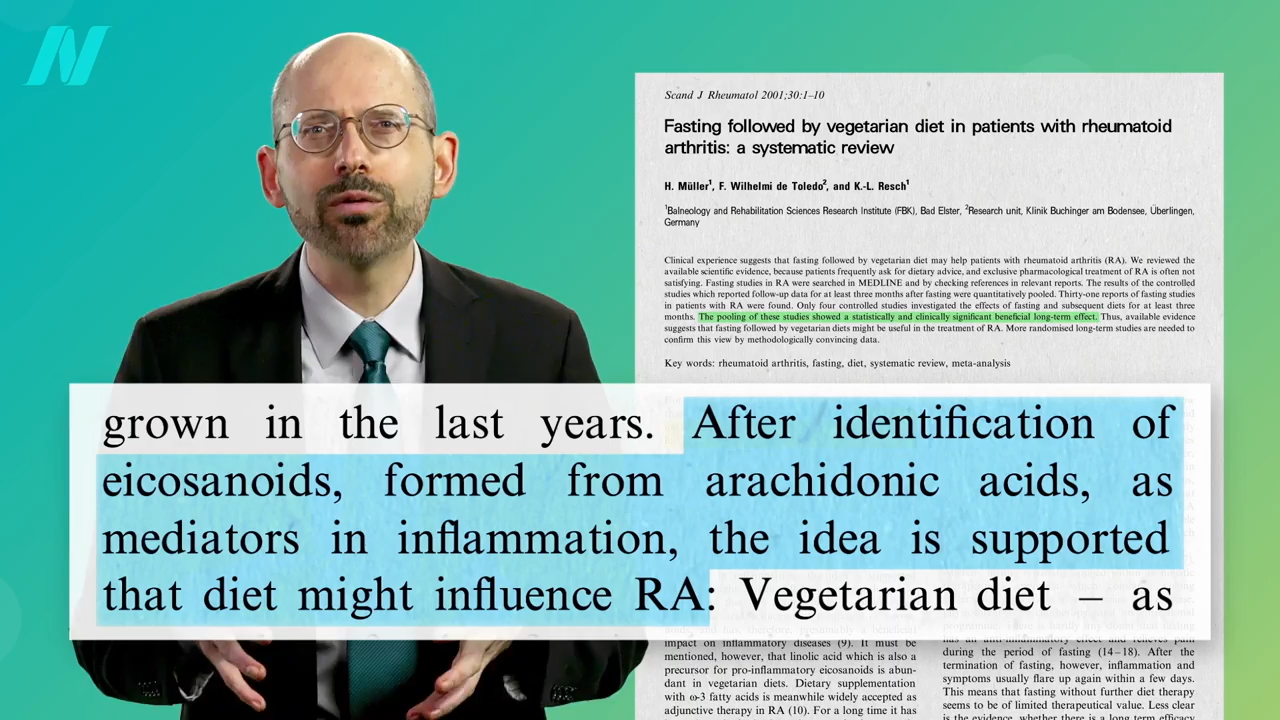 N
Scand J Rheumatol 2001;30:1–10
Fasting followed by vegetarian diet in patients with rheumatoid
arthritis: a systematic review
H. Müller1, F. Wilhelmi de Toledo2, and K.-L. Resch1
1Balneology and Rehabilitation Sciences Research Institute (FBK), Bad Elster, 2Research unit, Klinik Buchinger am Bodensee, Überlingen,
Germany
Clinical experience suggests that fasting followed by vegetarian diet may help patients with rheumatoid arthritis (RA). We reviewed the
available scientific evidence, because patients frequently ask for dietary advice, and exclusive pharmacological treatment of RA is often not
satisfying. Fasting studies in RA were searched in MEDLINE and by checking references in relevant reports. The results of the controlled
studies which reported follow-up data for at least three months after fasting were quantitatively pooled. Thirty-one reports of fasting studies
in patients with RA were found. Only four controlled studies investigated the effects of fasting and subsequent diets for at least three
months. The pooling of these studies showed a statistically and clinically significant beneficial long-term effect. Thus, available evidence
suggests that fasting followed by vegetarian diets might be useful in the treatment of RA. More randomised long-term studies are needed to
confirm this view by methodologically convincing data.
Key words: rheumatoid arthritis, fasting, diet, systematic review, meta-analysis
grown in the last years. After identification of
eicosanoids, formed from arachidonic acids, as
mediators in inflammation, the idea is supported
that diet might influence RA: Vegetarian diet – as
impact on inflammatory diseases (9). It must be
mentioned, however, that linolic acid which is also a
precursor for pro-inflammatory eicosanoids is abun-
dant in vegetarian diets. Dietary supplementation
with ω-3 fatty acids is meanwhile widely accepted as
adjunctive therapy in RA (10). For a long time it has
has an anti-inflammatory effect and relieves pain
during the period of fasting (14–18). After the
termination of fasting, however, inflammation and
symptoms usually flare up again within a few days.
This means that fasting without further diet therapy
seems to be of limited therapeutical value. Less clear
is the evidence, whether there is a long term efficacy